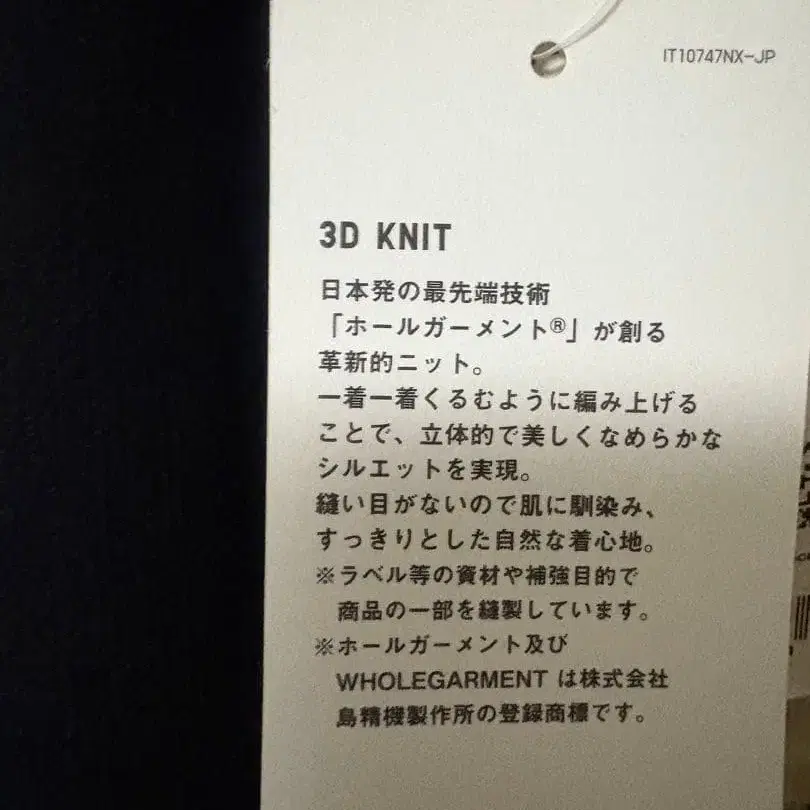 IT10747NX-JP
3D KNIT
日本発の最先端技術
「ホールガーメント®」が創る
革新的ニット。
一着一着くるむように編み上げる
ことで、立体的で美しくなめらかな
シルエットを実現。
縫い目がないので肌に馴染み、
すっきりとした自然な着心地。
※ラベル等の資材や補強目的で
商品の一部を縫製しています。
※ホールガーメント及び
WHOLEGARMENT は株式会社
島精機製作所の登録商標です。